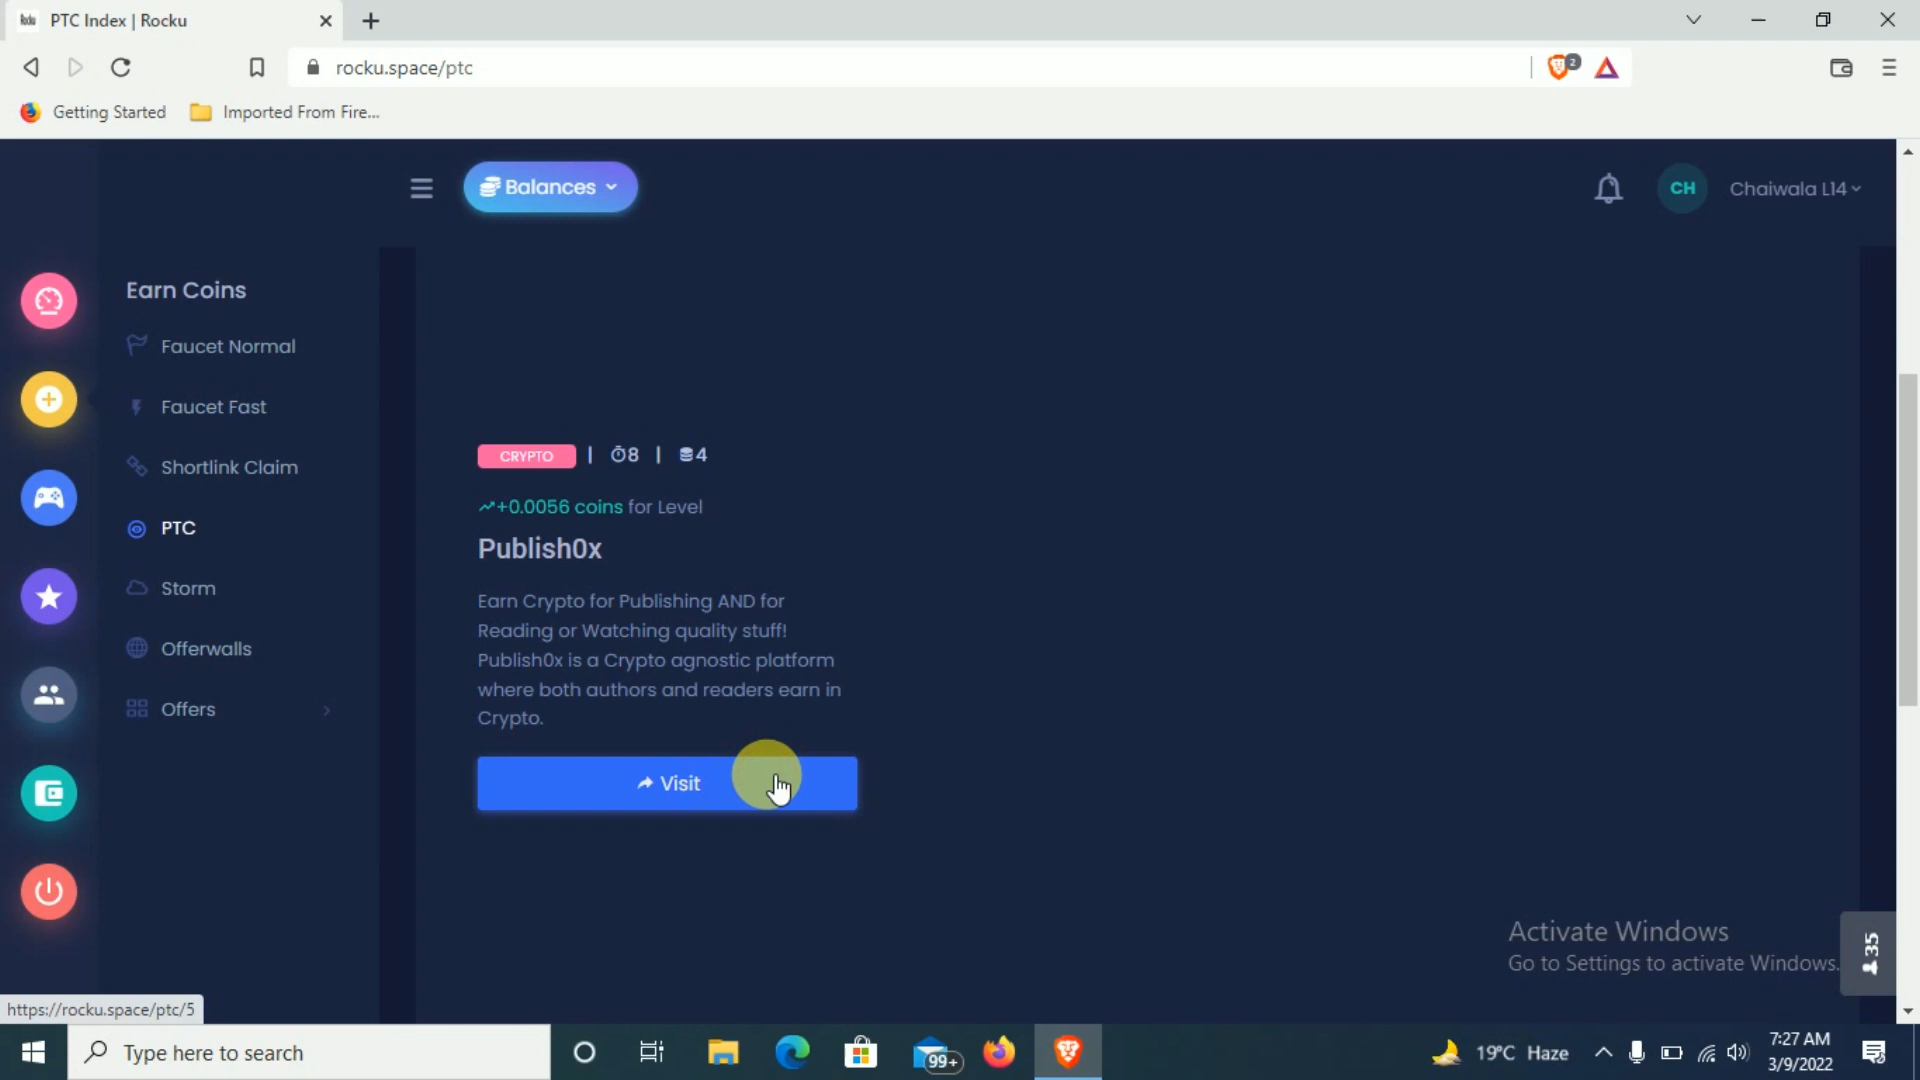 Rocku PTC Index | Rocku
rocku.space/ptc
2
Getting Started Imported From Fire...
Balances
CH Chaiwala L14
Earn Coins
Faucet Normal
Faucet Fast
Shortlink Claim
PTC
Storm
Offerwalls
Offers
CRYPTO | 8 | 4
+0.0056 coins for Level
Publish0x
Earn Crypto for Publishing AND for
Reading or Watching quality stuff!
Publish0x is a Crypto agnostic platform
where both authors and readers earn in
Crypto.
Visit
Activate Windows
Go to Settings to activate Windows.
35
https://rocku.space/ptc/5
Type here to search
99+
19°C Haze
7:27 AM
3/9/2022